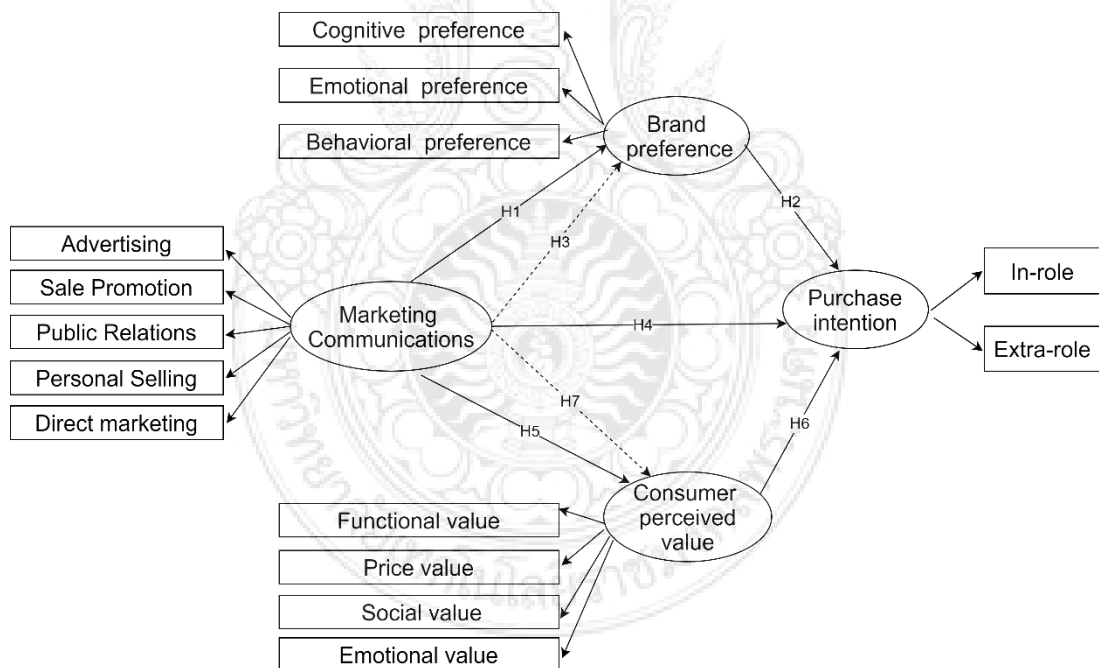 Cognitive preference
Emotional preference
Behavioral preference
Brand
preference
H1
H2
H3
Advertising
Sale Promotion
Public Relations
Personal Selling
Direct marketing
Marketing
Communications
H4
Purchase
intention
In-role
Extra-role
H5
H7
H6
Consumer
perceived
value
Functional value
Price value
Social value
Emotional value